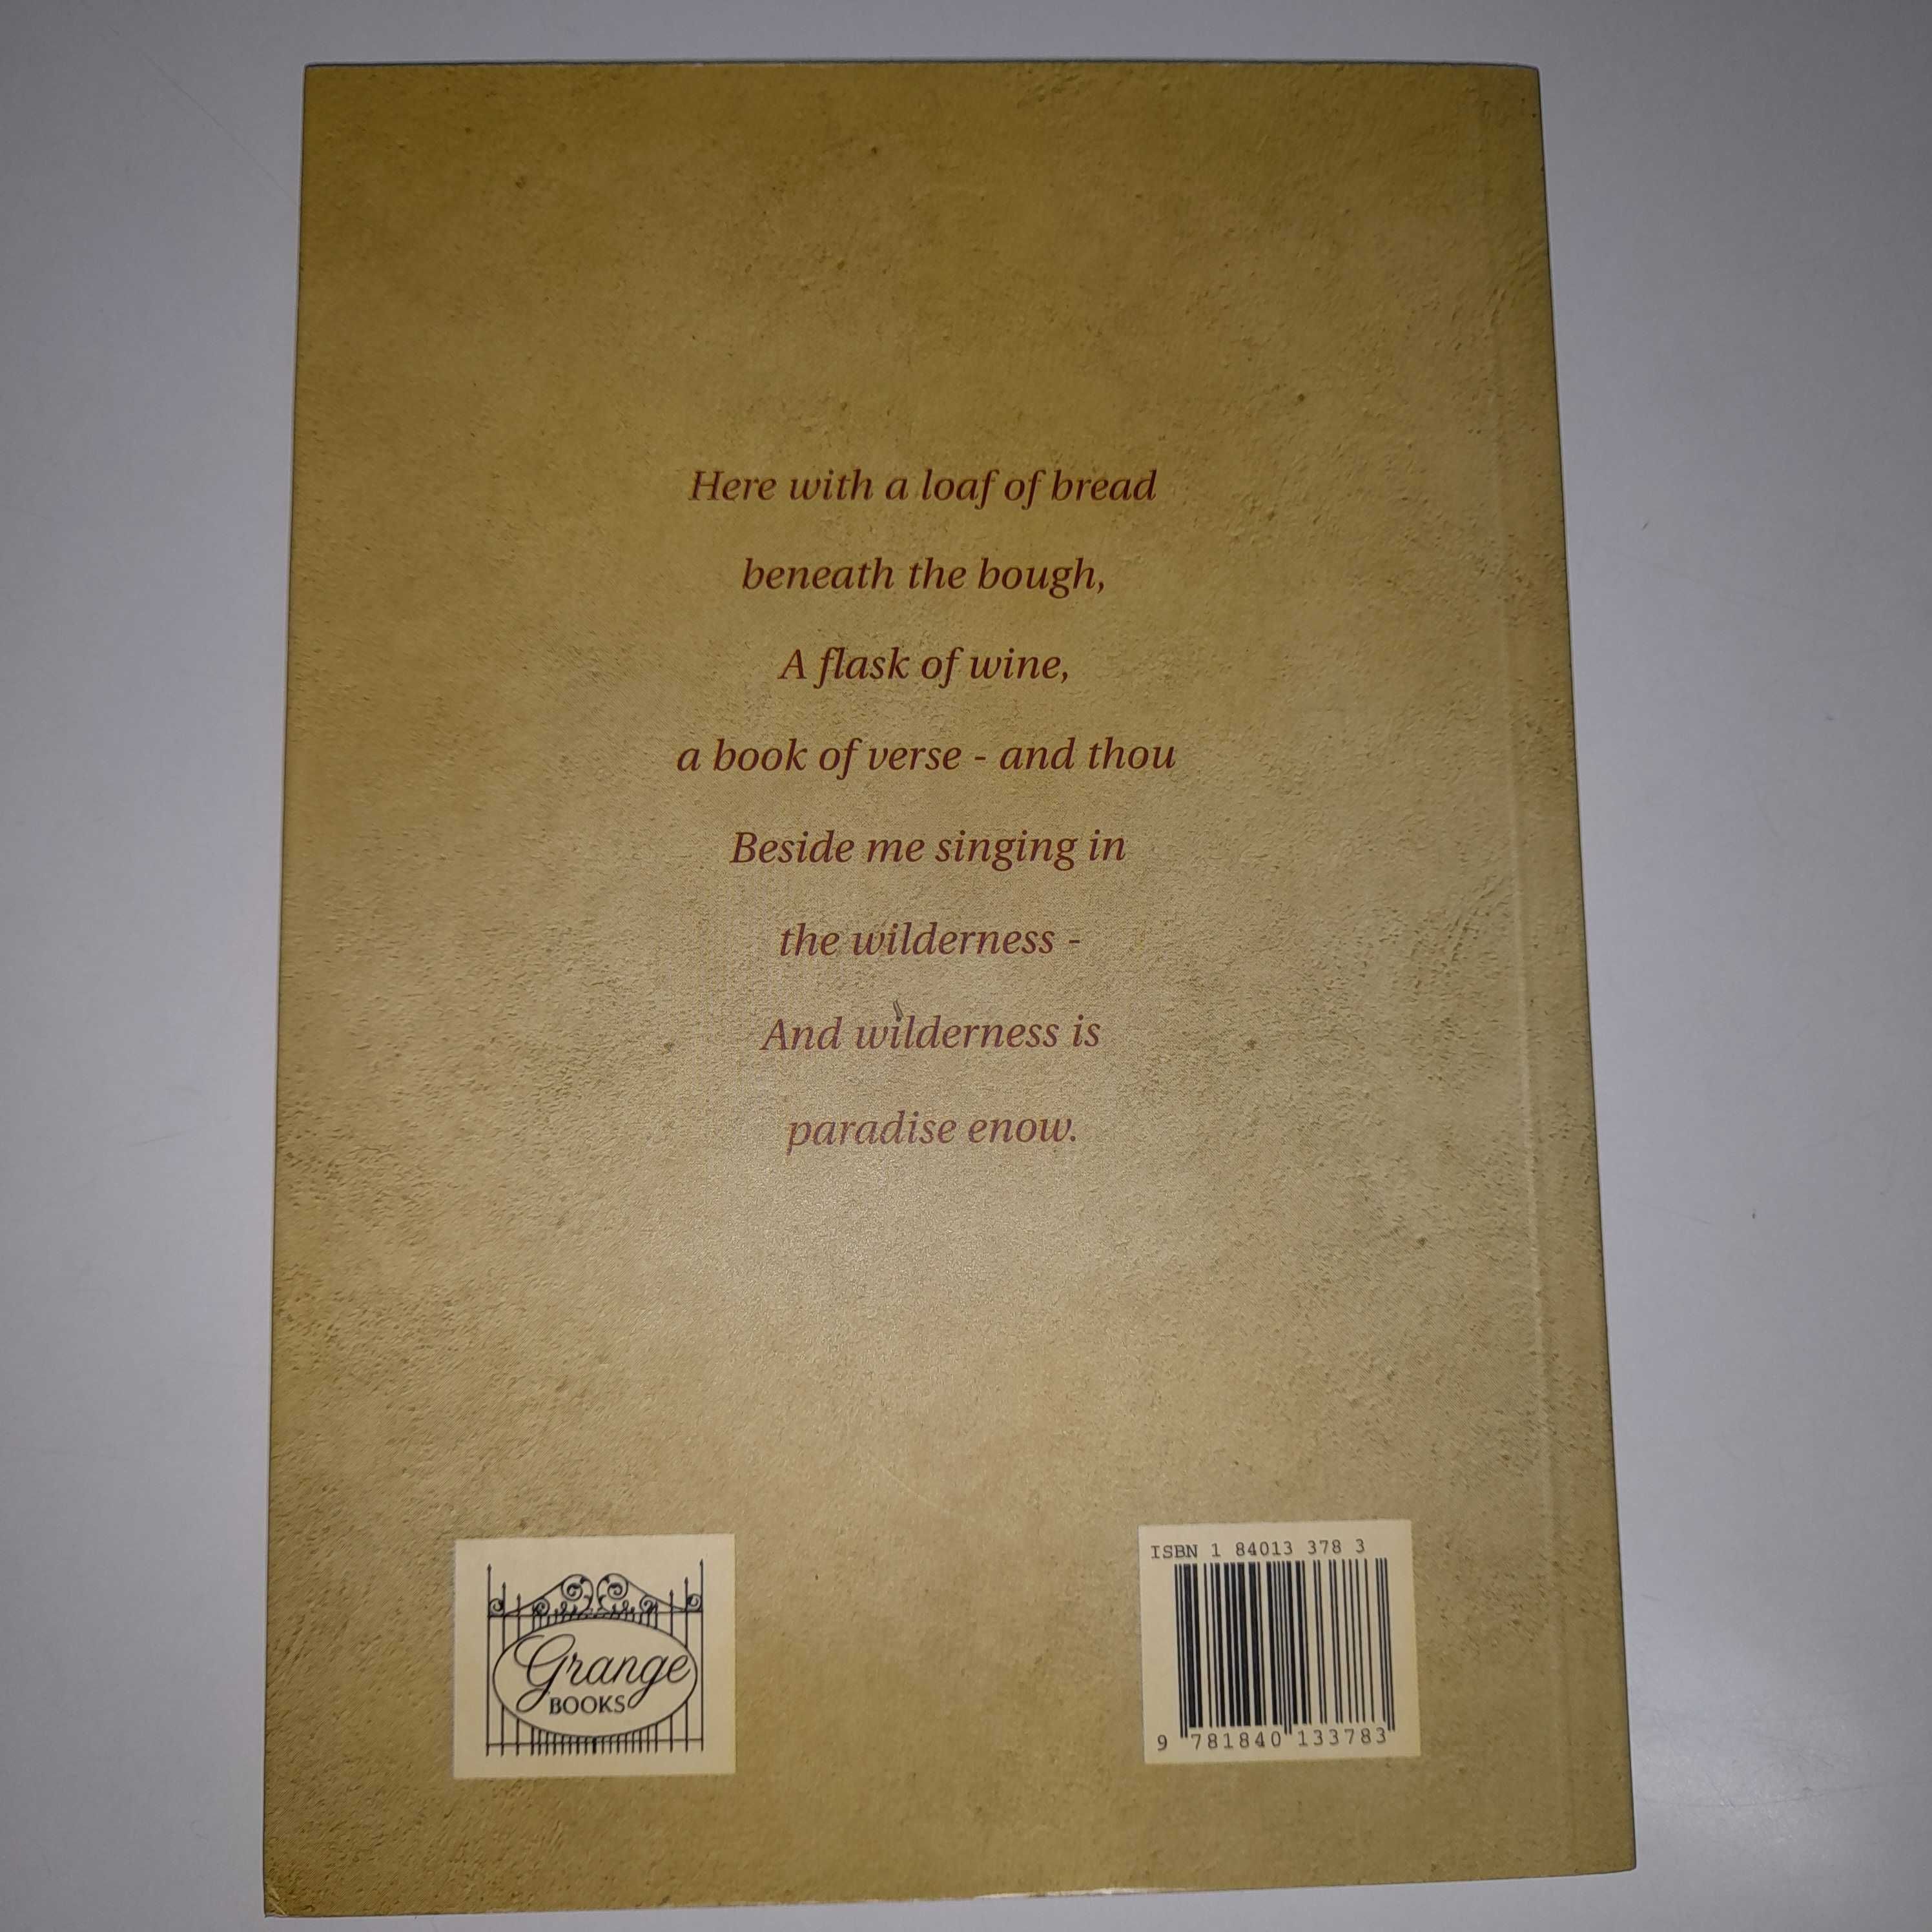 Here with a loaf of bread
beneath the bough,
A flask of wine,
a book of verse - and thou
Beside me singing in
the wilderness -
And wilderness is
paradise enow.
Grange
BOOKS
ISBN 1 84013 378 3
9 781840 133783